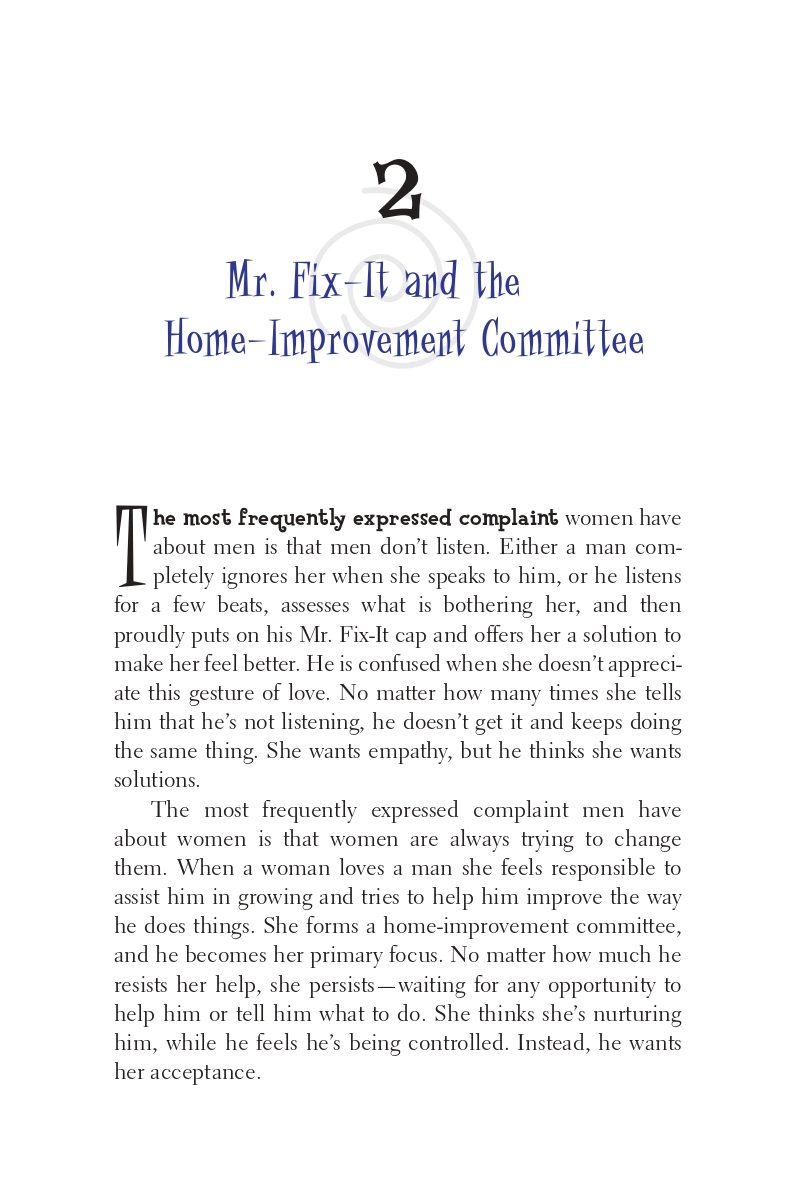 2
Mr. Fix-It and the
Home-Improvement Committee
The most frequently expressed complaint women have
about men is that men don’t listen. Either a man com-
pletely ignores her when she speaks to him, or he listens
for a few beats, assesses what is bothering her, and then
proudly puts on his Mr. Fix-It cap and offers her a solution to
make her feel better. He is confused when she doesn’t appreci-
ate this gesture of love. No matter how many times she tells
him that he’s not listening, he doesn’t get it and keeps doing
the same thing. She wants empathy, but he thinks she wants
solutions.
The most frequently expressed complaint men have
about women is that women are always trying to change
them. When a woman loves a man she feels responsible to
assist him in growing and tries to help him improve the way
he does things. She forms a home-improvement committee,
and he becomes her primary focus. No matter how much he
resists her help, she persists—waiting for any opportunity to
help him or tell him what to do. She thinks she’s nurturing
him, while he feels he’s being controlled. Instead, he wants
her acceptance.